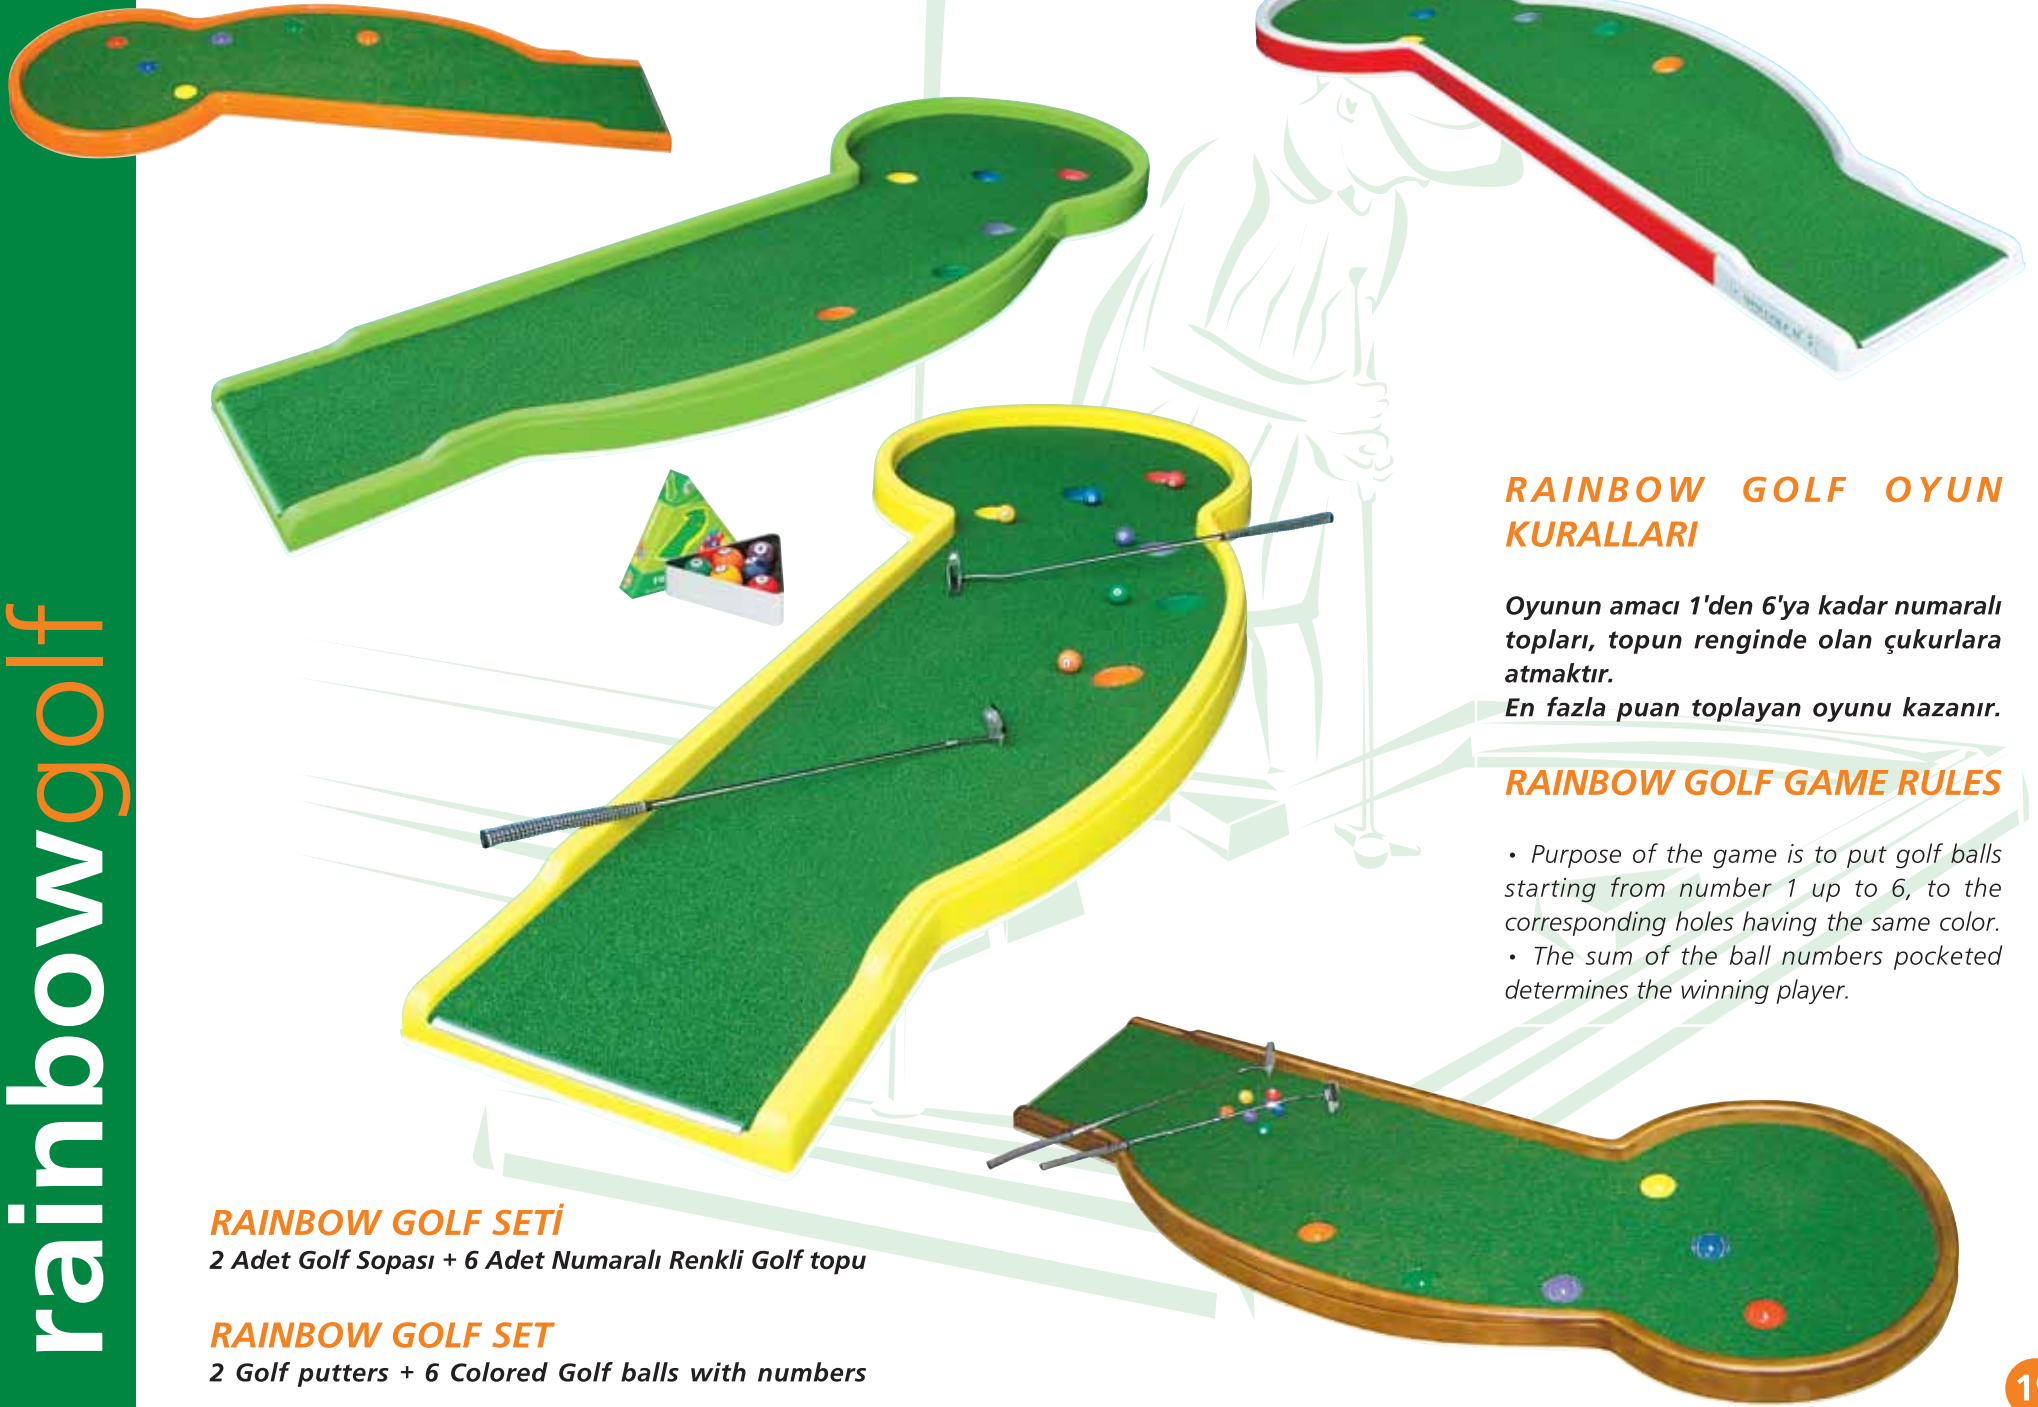 rainbowgolf
RAINBOW GOLF OYUN
KURALLARI
Oyunun amacı 1'den 6'ya kadar numaralı
topları, topun renginde olan çukurlara
atmaktır.
En fazla puan toplayan oyunu kazanır.
RAINBOW GOLF GAME RULES
• Purpose of the game is to put golf balls
starting from number 1 up to 6, to the
corresponding holes having the same color.
• The sum of the ball numbers pocketed
determines the winning player.
RAINBOW GOLF SETİ
2 Adet Golf Sopası + 6 Adet Numaralı Renkli Golf topu
RAINBOW GOLF SET
2 Golf putters + 6 Colored Golf balls with numbers